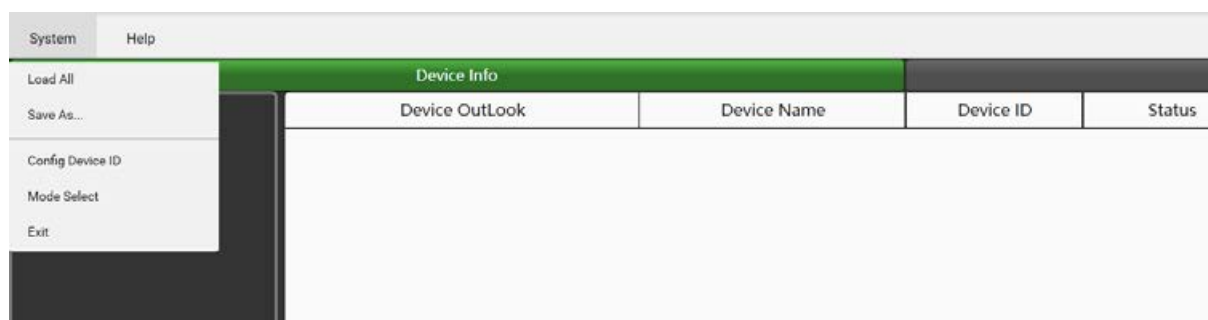 System Help
Load All
Device Info
Save As...
Device OutLook Device Name Device ID Status
Config Device ID
Mode Select
Exit